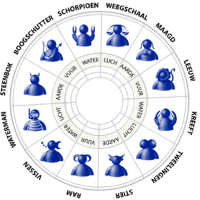 SCHORPIOEN
WEEGSCHAAL
MAAGD
LEEUW
KREEFT
TWEELINGEN
STIER
RAM
VISSEN
WATERMAN
STEENBOK
BOOGSCHUTTER
WATER
LUCHT
AARDE
VUUR
WATER
LUCHT
AARDE
VUUR
WATER
LUCHT
AARDE
VUUR